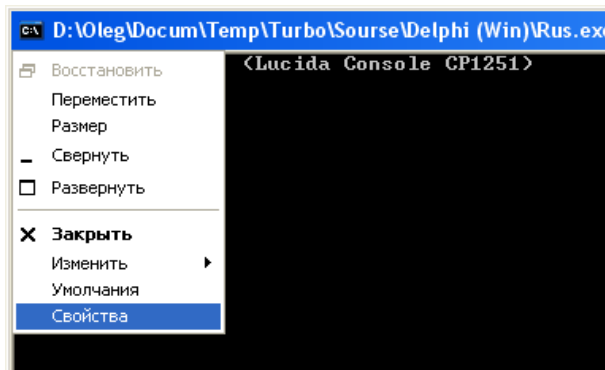 D:\Oleg\Docum\Temp\Turbo\Sourse\Delphi (Win)\Rus.exe
(Lucida Console CP1251)
Восстановить
Переместить
Размер
Свернуть
Развернуть
Закрыть
Изменить
Умолчания
Свойства